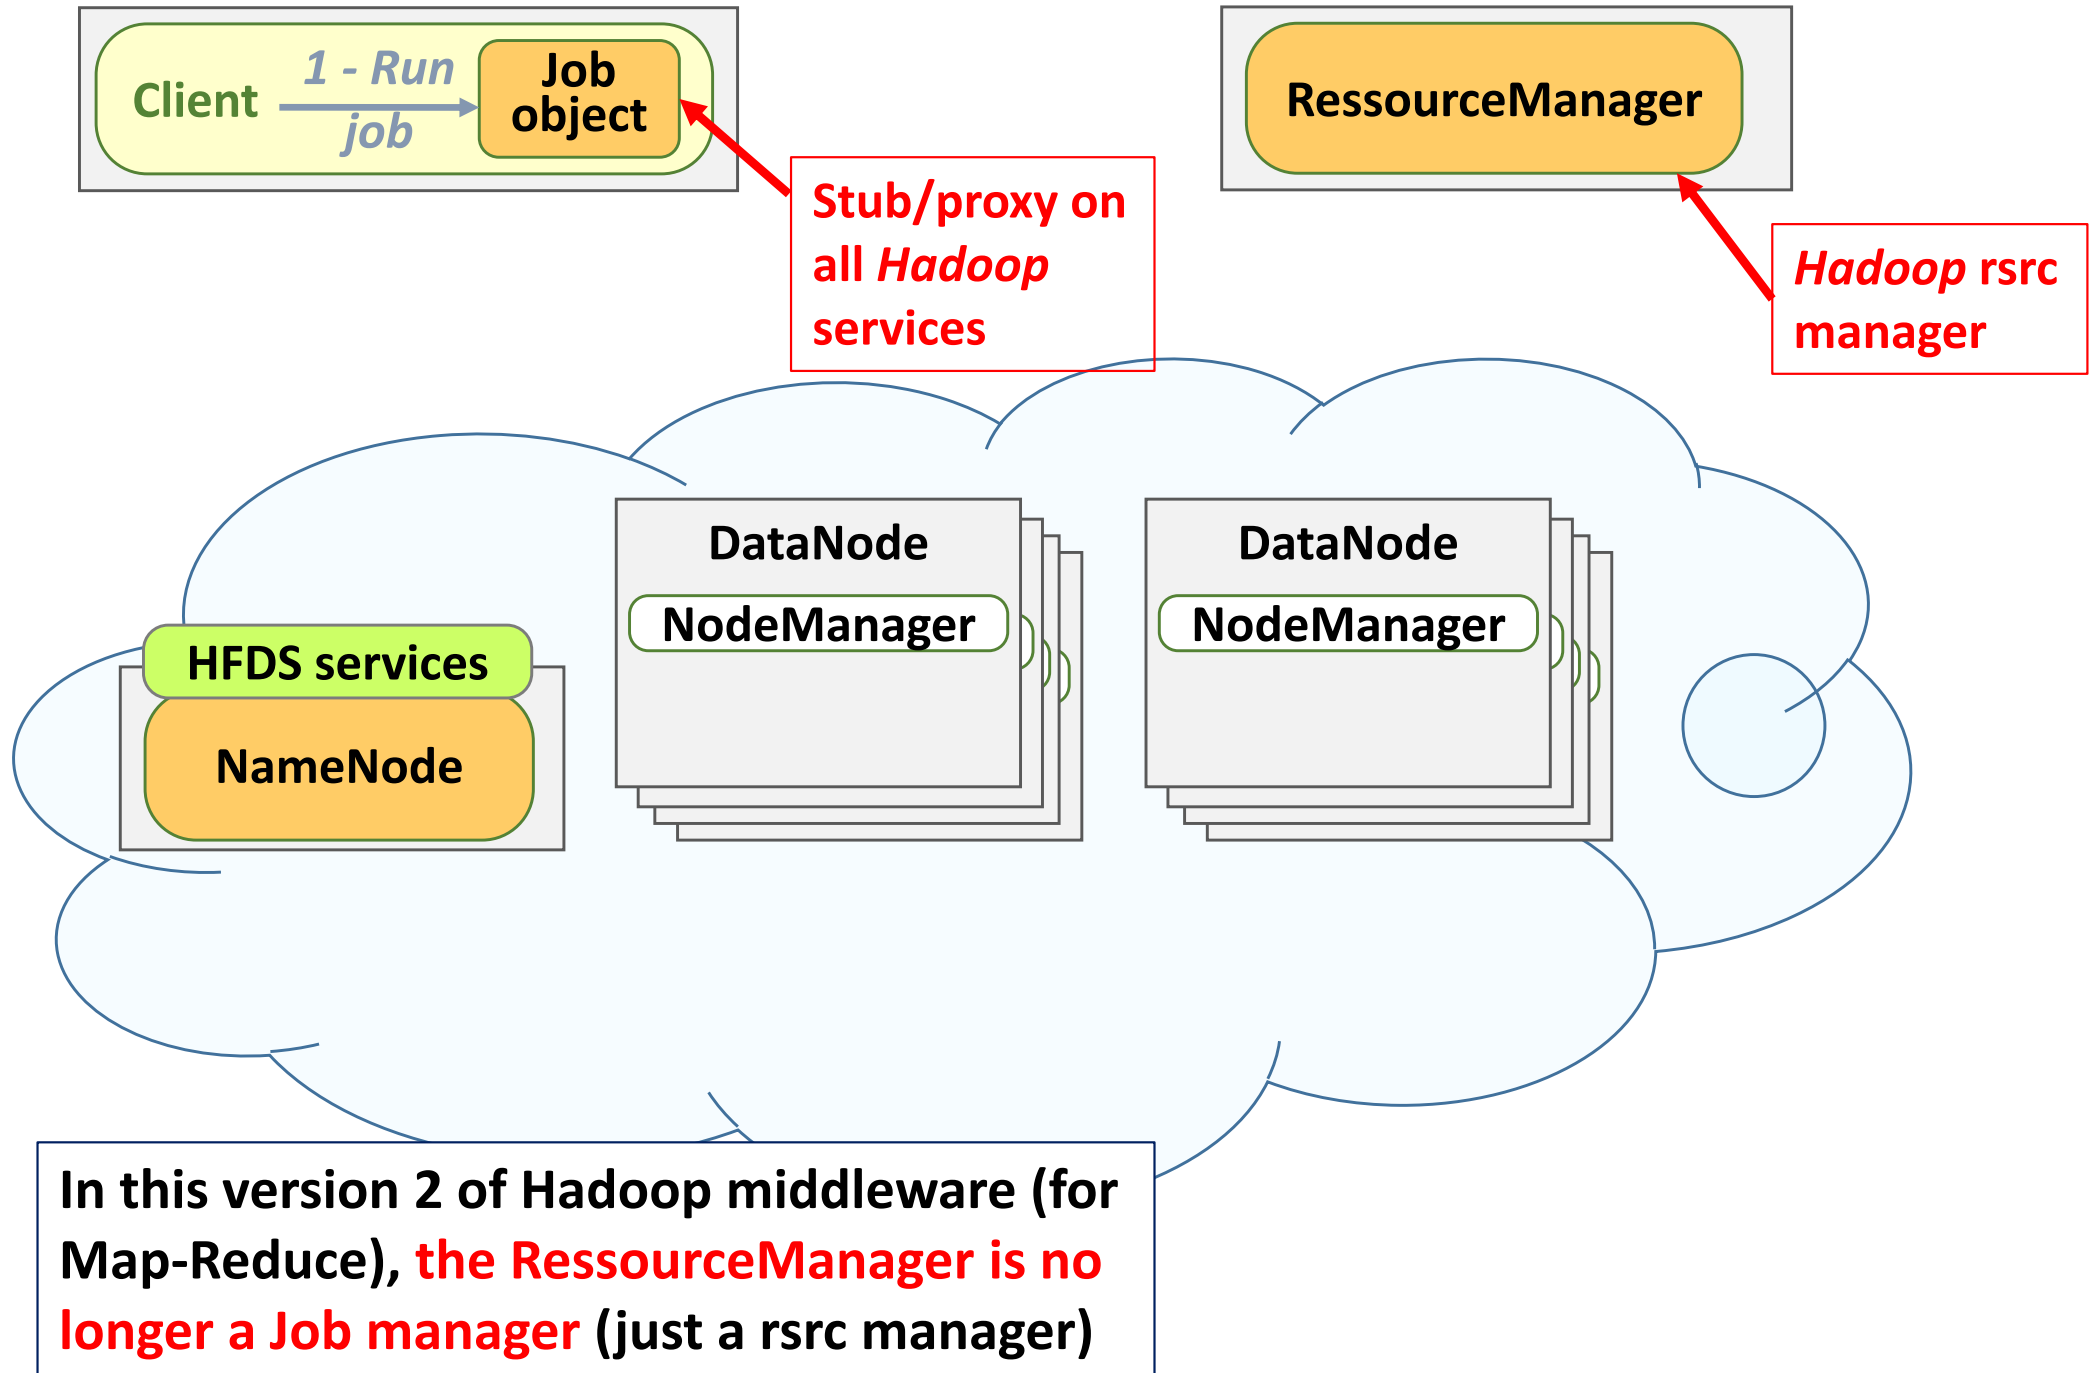 Client
1 - Run
job
Job
object
RessourceManager
Stub/proxy on
all Hadoop
services
Hadoop rsrc
manager
DataNode
NodeManager
DataNode
NodeManager
HFDS services
NameNode
In this version 2 of Hadoop middleware (for
Map-Reduce), the RessourceManager is no
longer a Job manager (just a rsrc manager)